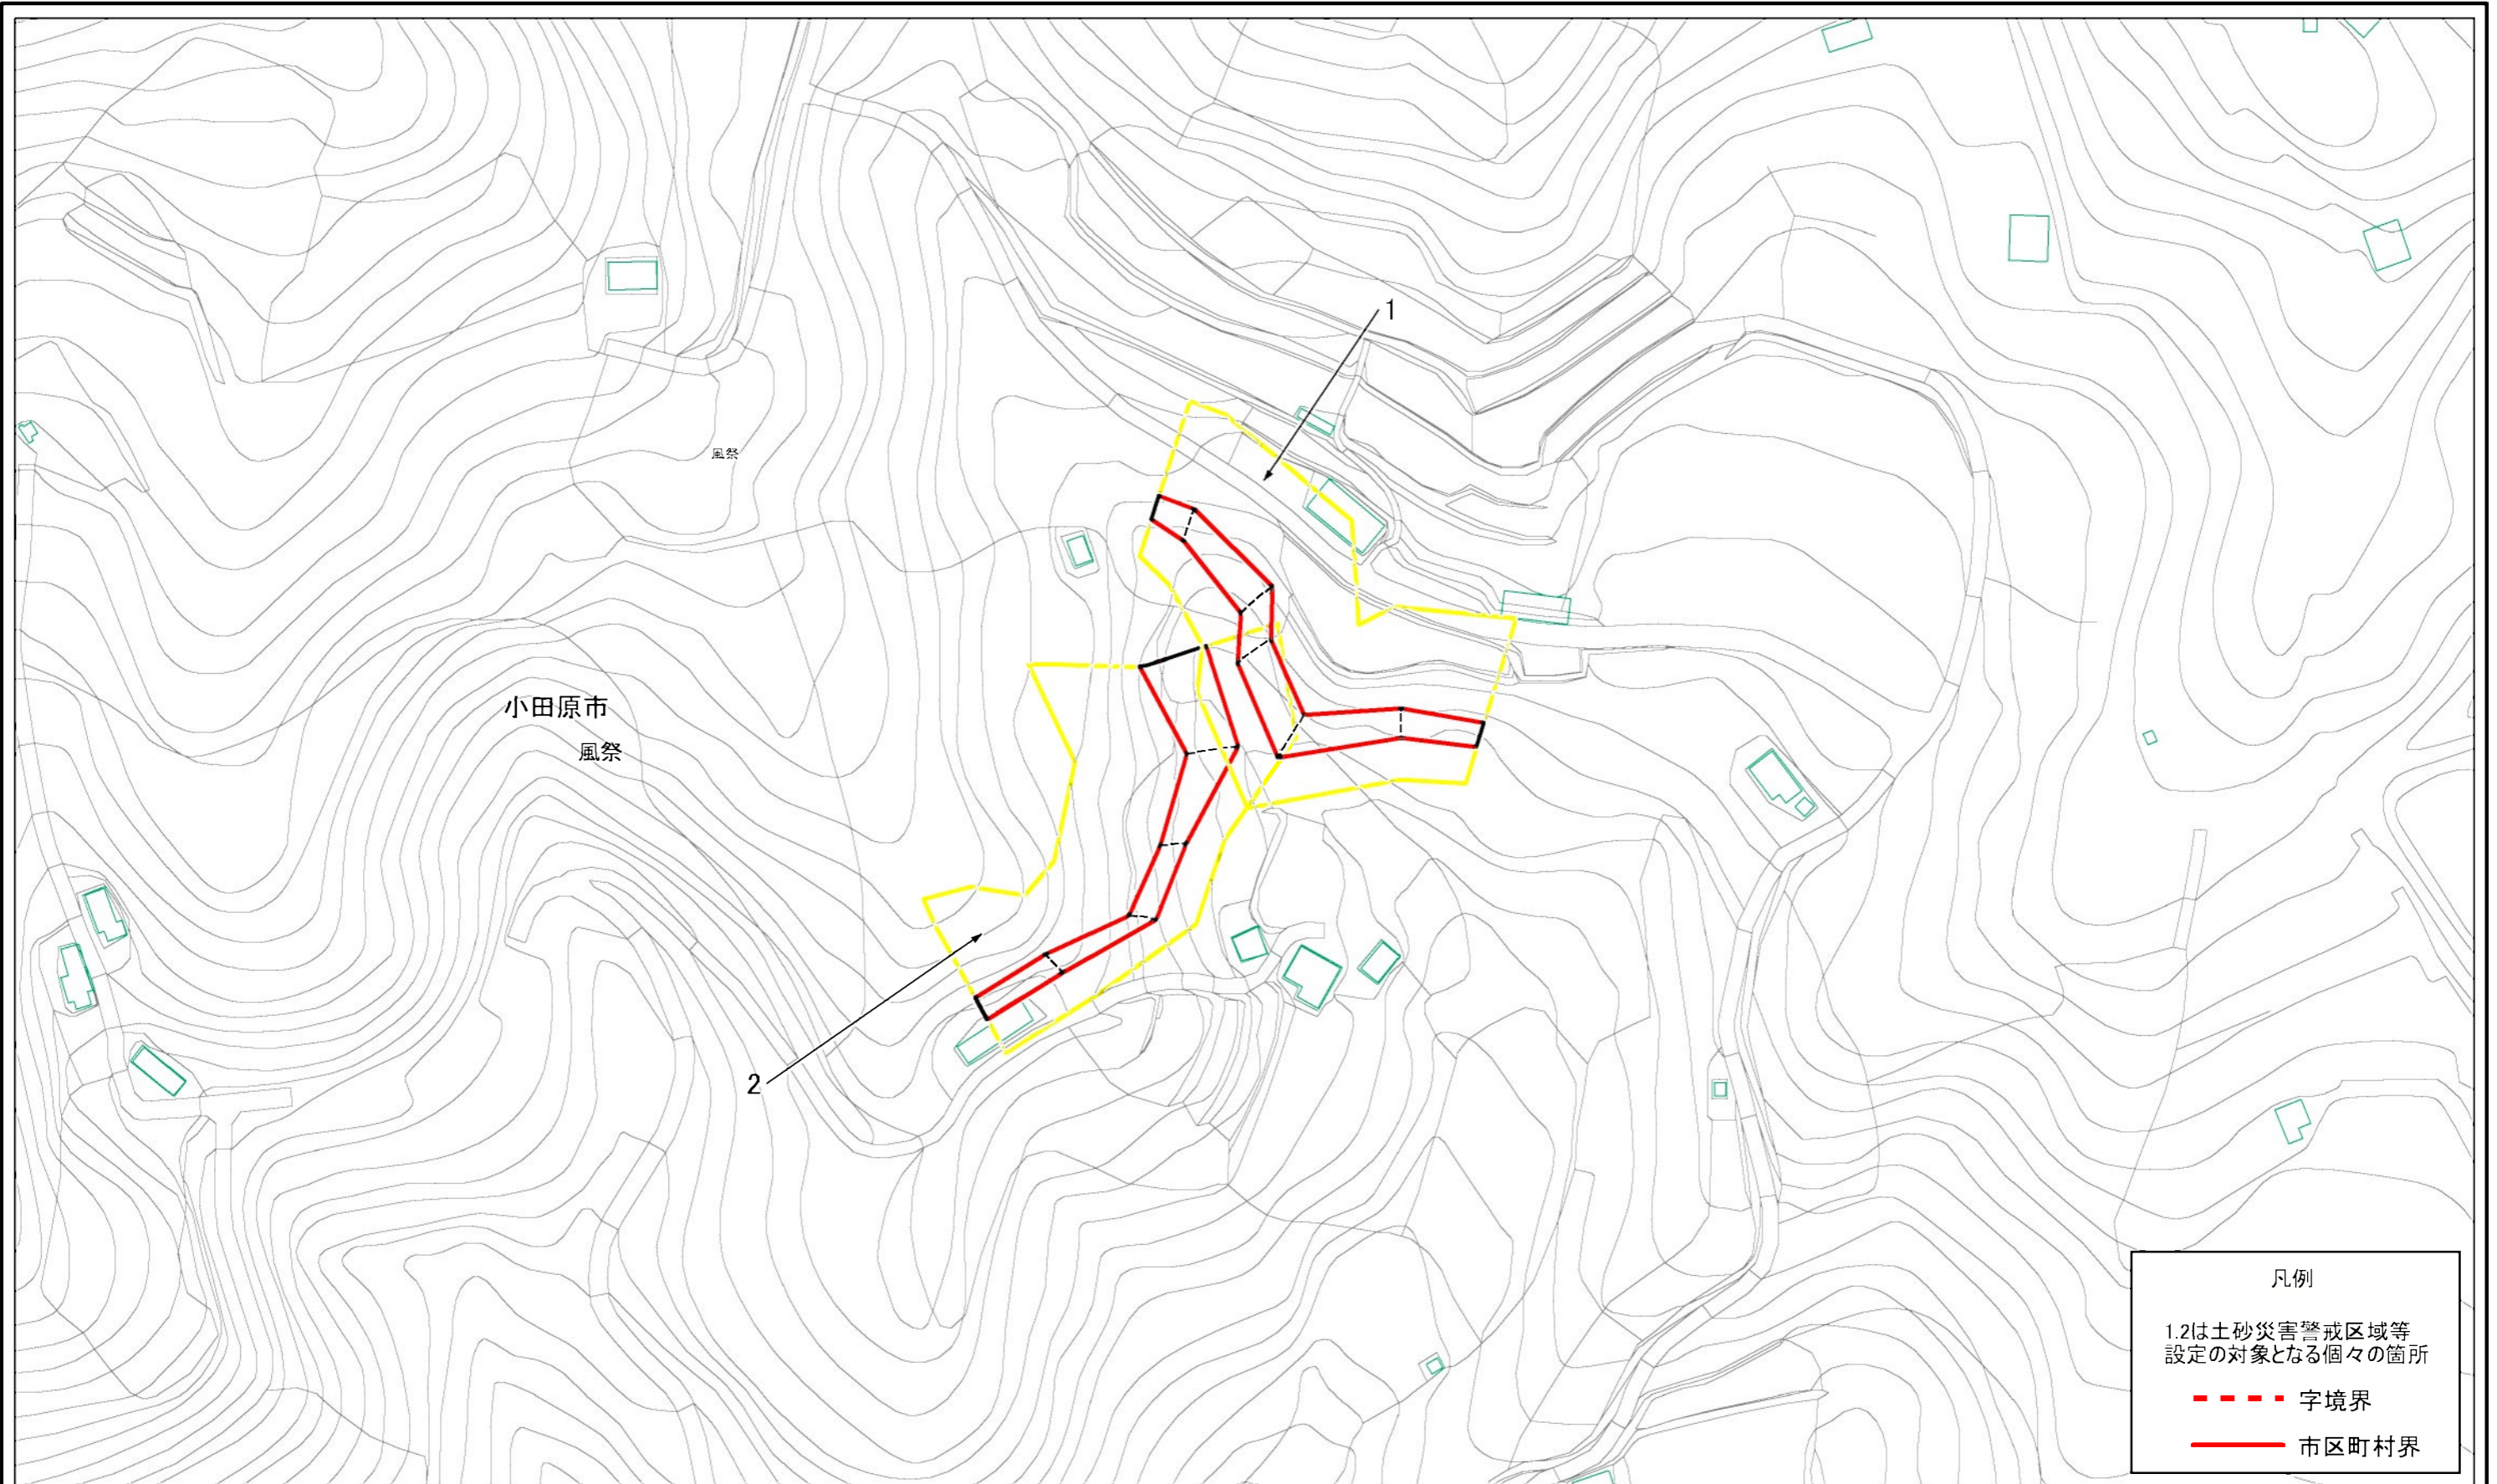 1
風祭
小田原市
風祭
2
凡例
1.2は土砂災害警戒区域等
設定の対象となる個々の箇所
字境界
市区町村界